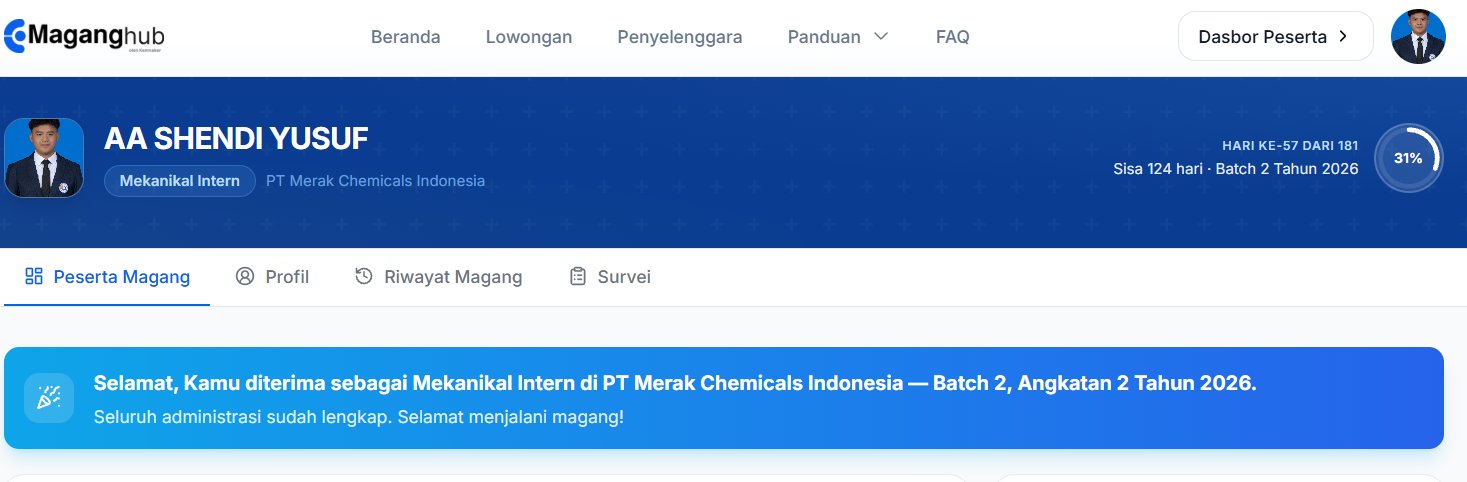 Maganghub
oleh Kemnaker
Beranda
Lowongan
Penyelenggara
Panduan
FAQ
Dasbor Peserta
AA SHENDI YUSUF
Mekanikal Intern
PT Merak Chemicals Indonesia
HARI KE-57 DARI 181
Sisa 124 hari · Batch 2 Tahun 2026
31%
Peserta Magang
Profil
Riwayat Magang
Survei
Selamat, Kamu diterima sebagai Mekanikal Intern di PT Merak Chemicals Indonesia — Batch 2, Angkatan 2 Tahun 2026.
Seluruh administrasi sudah lengkap. Selamat menjalani magang!